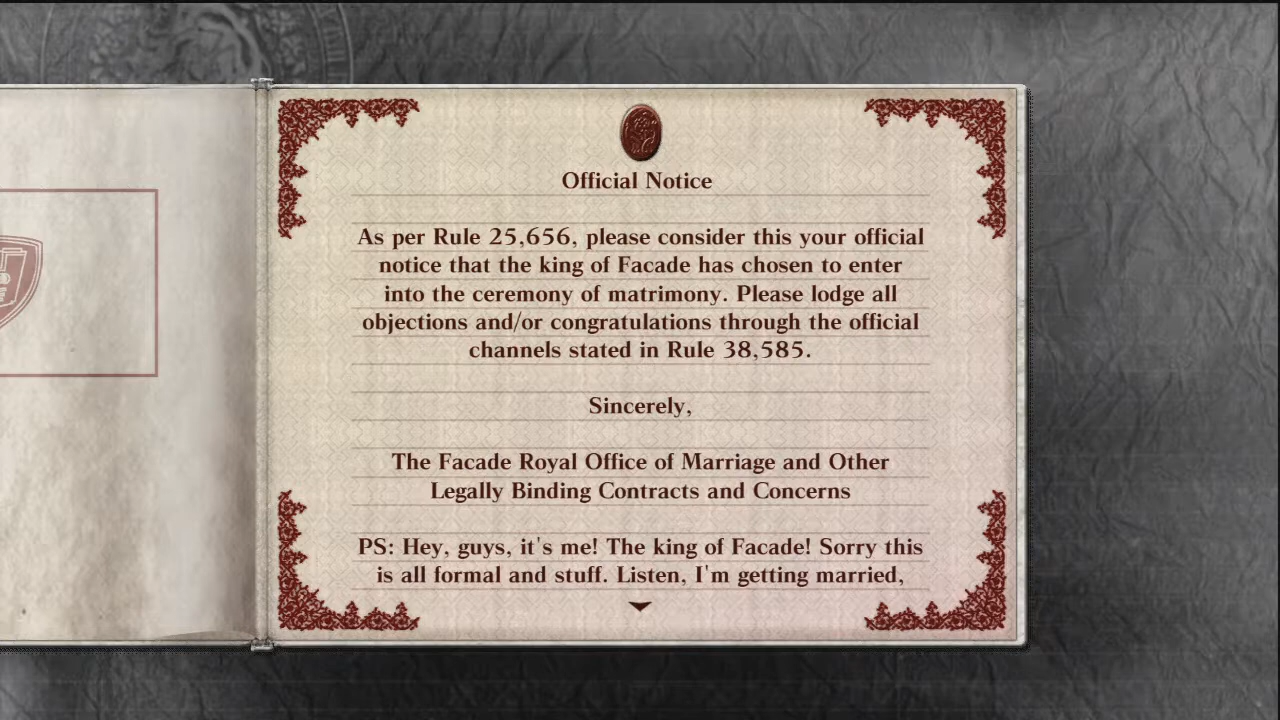 Official Notice
As per Rule 25,656, please consider this your official
notice that the king of Facade has chosen to enter
into the ceremony of matrimony. Please lodge all
objections and/or congratulations through the official
channels stated in Rule 38,585.
Sincerely,
The Facade Royal Office of Marriage and Other
Legally Binding Contracts and Concerns
PS: Hey, guys, it's me! The king of Facade! Sorry this
is all formal and stuff. Listen, I'm getting married,